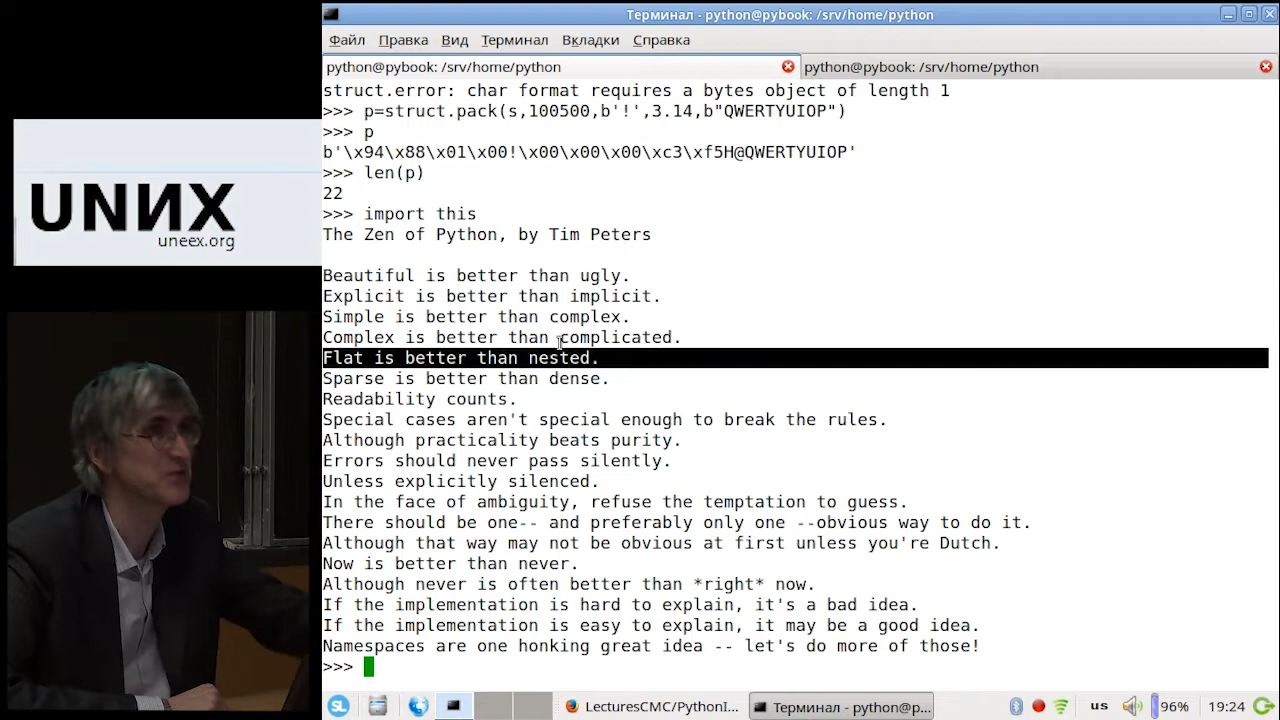 UNИX
uneex.org
Терминал - python@pybook: /srv/home/python
Файл Правка Вид Терминал Вкладки Справка
python@pybook: /srv/home/python python@pybook: /srv/home/python
struct.error: char format requires a bytes object of length 1
>>> p=struct.pack(s,100500,b'!',3.14,b"QWERTYUIOP")
>>> p
b'\x94\x88\x01\x00!\x00\x00\x00\xc3\xf5H@QWERTYUIOP'
>>> len(p)
22
>>> import this
The Zen of Python, by Tim Peters
Beautiful is better than ugly.
Explicit is better than implicit.
Simple is better than complex.
Complex is better than complicated.
Flat is better than nested.
Sparse is better than dense.
Readability counts.
Special cases aren't special enough to break the rules.
Although practicality beats purity.
Errors should never pass silently.
Unless explicitly silenced.
In the face of ambiguity, refuse the temptation to guess.
There should be one-- and preferably only one --obvious way to do it.
Although that way may not be obvious at first unless you're Dutch.
Now is better than never.
Although never is often better than *right* now.
If the implementation is hard to explain, it's a bad idea.
If the implementation is easy to explain, it may be a good idea.
Namespaces are one honking great idea -- let's do more of those!
>>>
SL LecturesCMC/PythonI... Терминал - python@p... us 96% 19:24